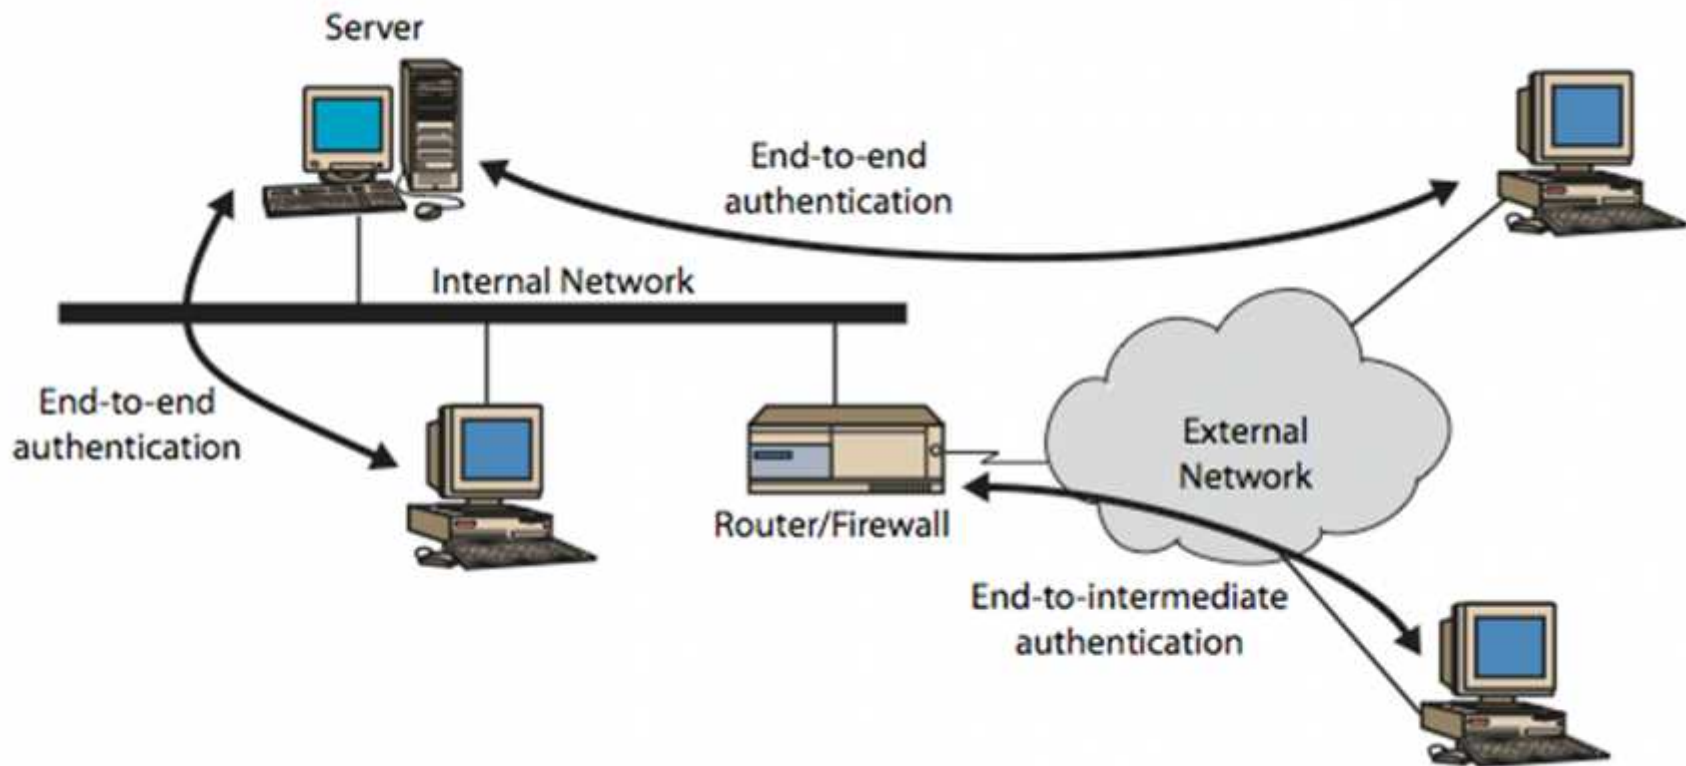 Server
End-to-end
authentication
Internal Network
End-to-end
authentication
External
Network
Router/Firewall
End-to-intermediate
authentication